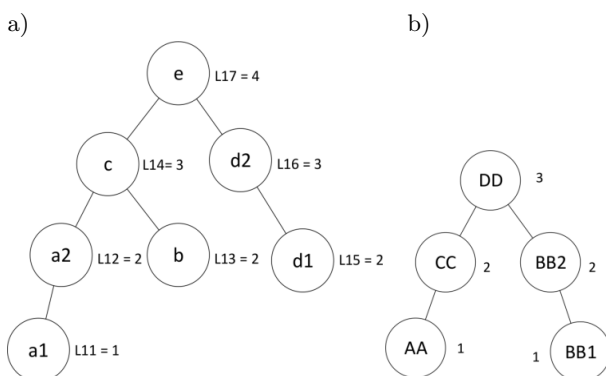 a)
b)
e L17 = 4
c L14= 3
d2 L16 = 3
DD 3
a2 L12 = 2
b L13 = 2
d1 L15 = 2
CC 2
BB2 2
a1 L11 = 1
AA 1
1 BB1